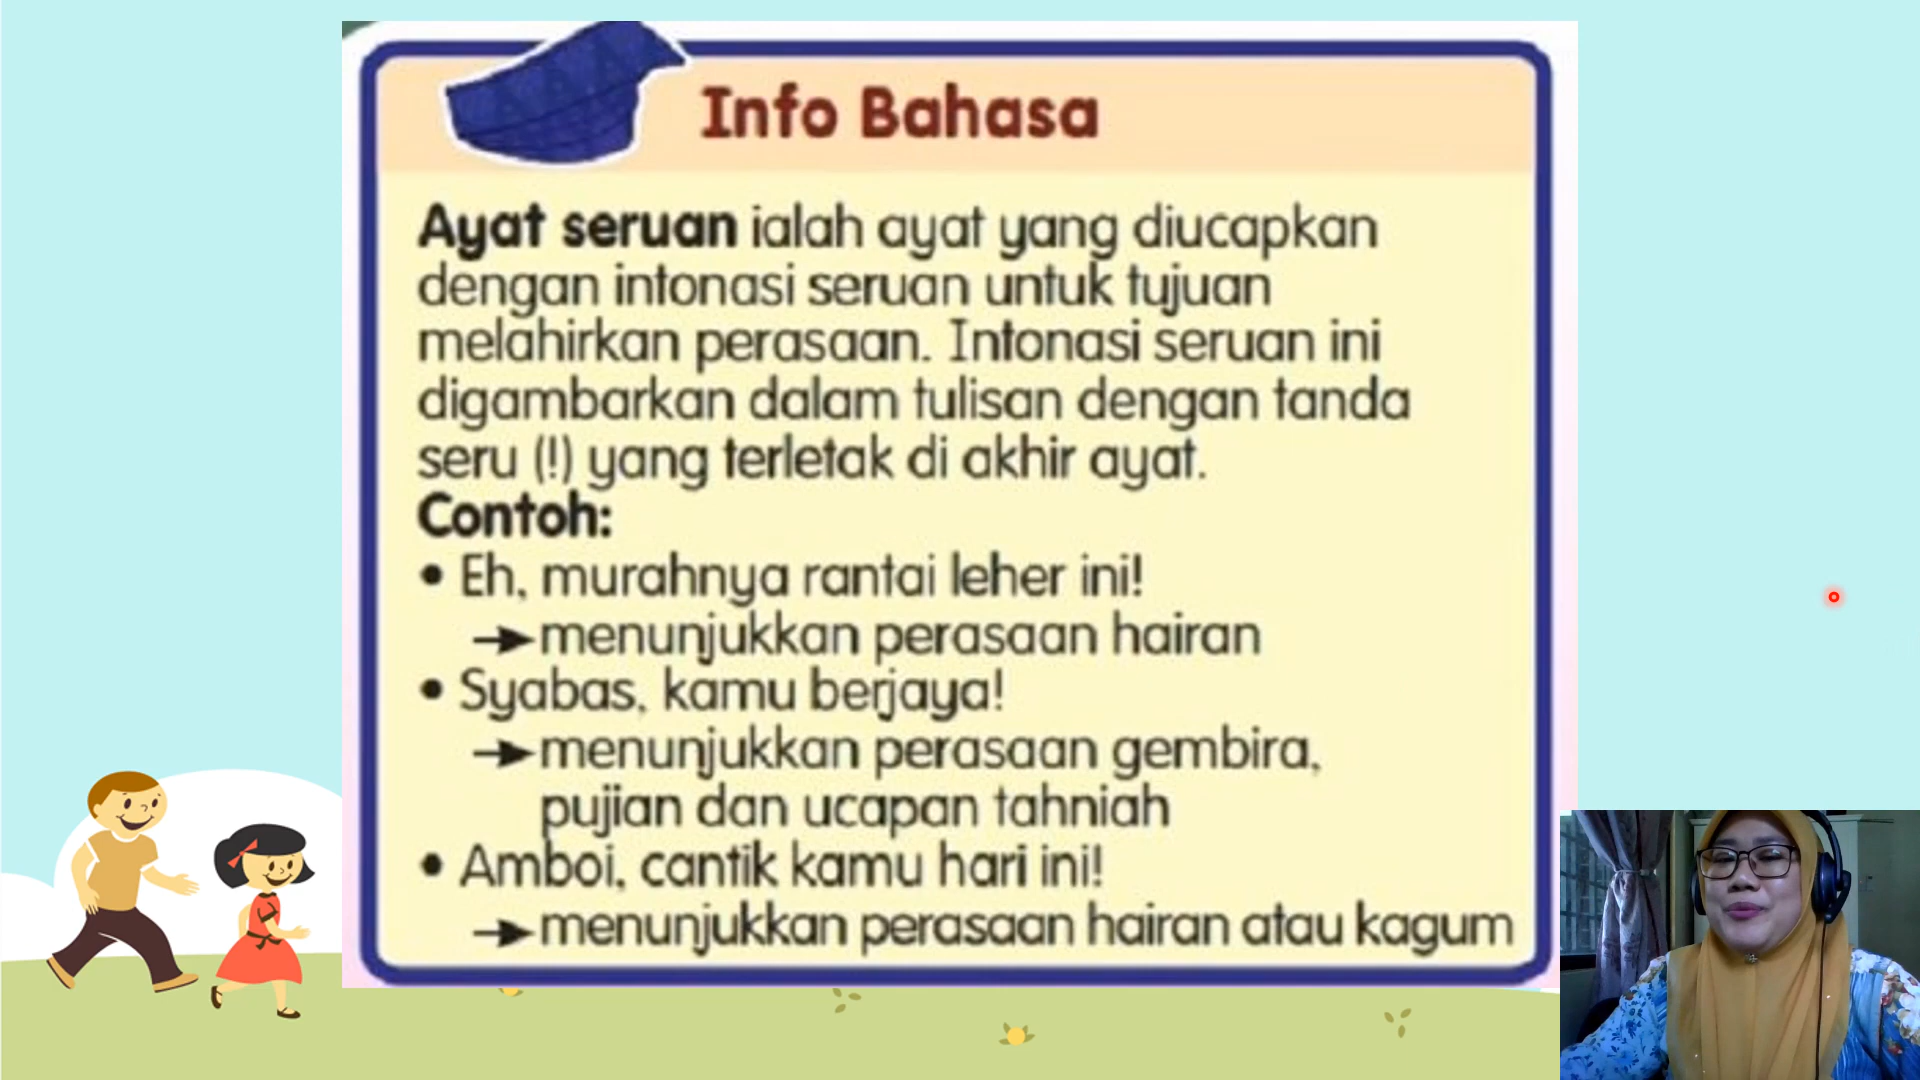 Info Bahasa
Ayat seruan ialah ayat yang diucapkan
dengan intonasi seruan untuk tujuan
melahirkan perasaan. Intonasi seruan ini
digambarkan dalam tulisan dengan tanda
seru (!) yang terletak di akhir ayat.
Contoh:
• Eh, murahnya rantai leher ini!
→ menunjukkan perasaan hairan
• Syabas, kamu berjaya!
→ menunjukkan perasaan gembira,
pujian dan ucapan tahniah
• Amboi, cantik kamu hari ini!
→ menunjukkan perasaan hairan atau kagum